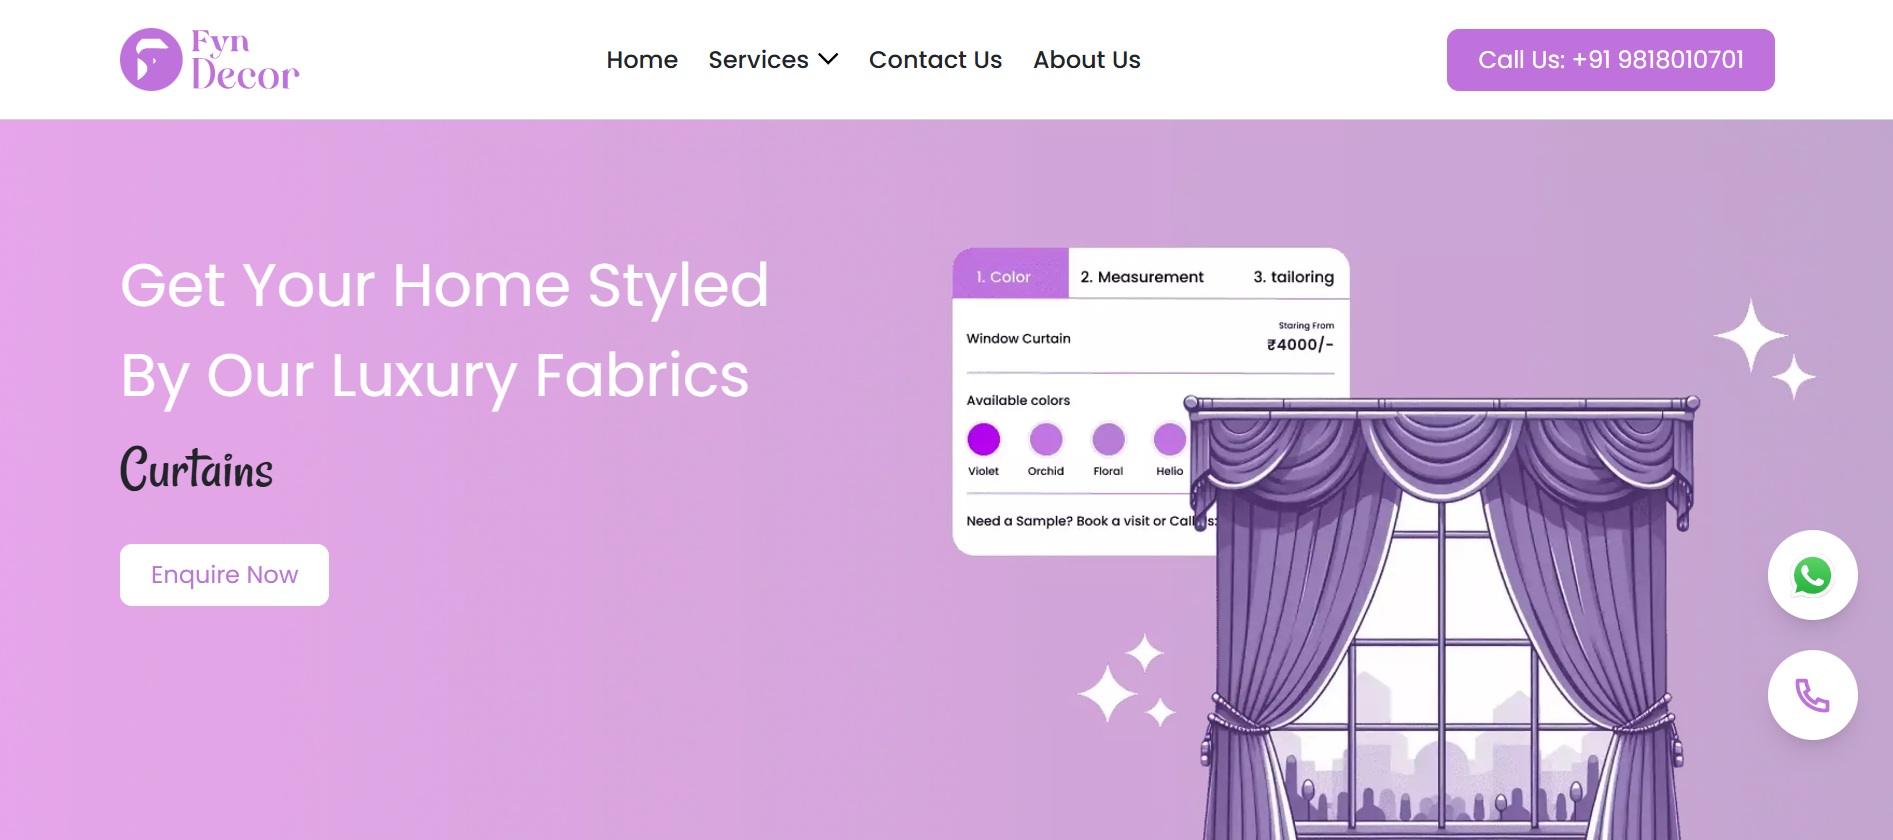 Fyn
Decor
Home Services Contact Us About Us
Call Us: +91 9818010701
Get Your Home Styled
By Our Luxury Fabrics
Curtains
Enquire Now
1. Color 2. Measurement 3. tailoring
Window Curtain
Staring From
₹4000/-
Available colors
Violet Orchid Floral Helio
Need a Sample? Book a visit or Call s: